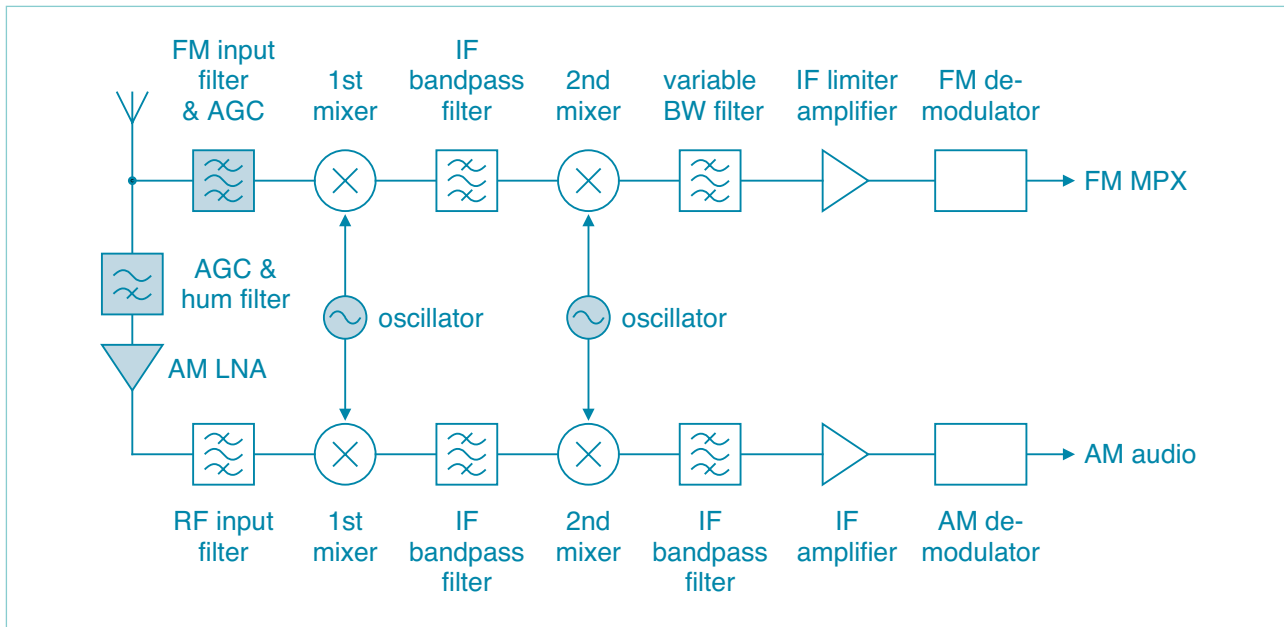 FM input
filter
& AGC
1st
mixer
IF
bandpass
filter
2nd
mixer
variable
BW filter
IF limiter
amplifier
FM de-
modulator
FM MPX
AGC &
hum filter
oscillator
oscillator
AM LNA
AM audio
RF input
filter
1st
mixer
IF
bandpass
filter
2nd
mixer
IF
bandpass
filter
IF
amplifier
AM de-
modulator